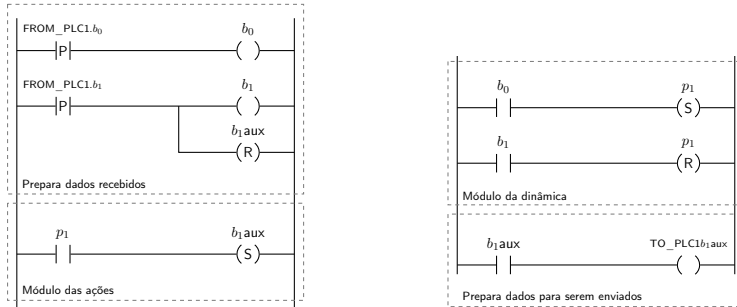 FROM_PLC1.b₀
b₀
P
( )
FROM_PLC1.b₁
b₁
P
( )
b₁aux
R
Prepara dados recebidos
p₁
b₁aux
S
Módulo das ações
b₀
p₁
S
b₁
p₁
R
Módulo da dinâmica
b₁aux
TO_PLC1b₁aux
( )
Prepara dados para serem enviados